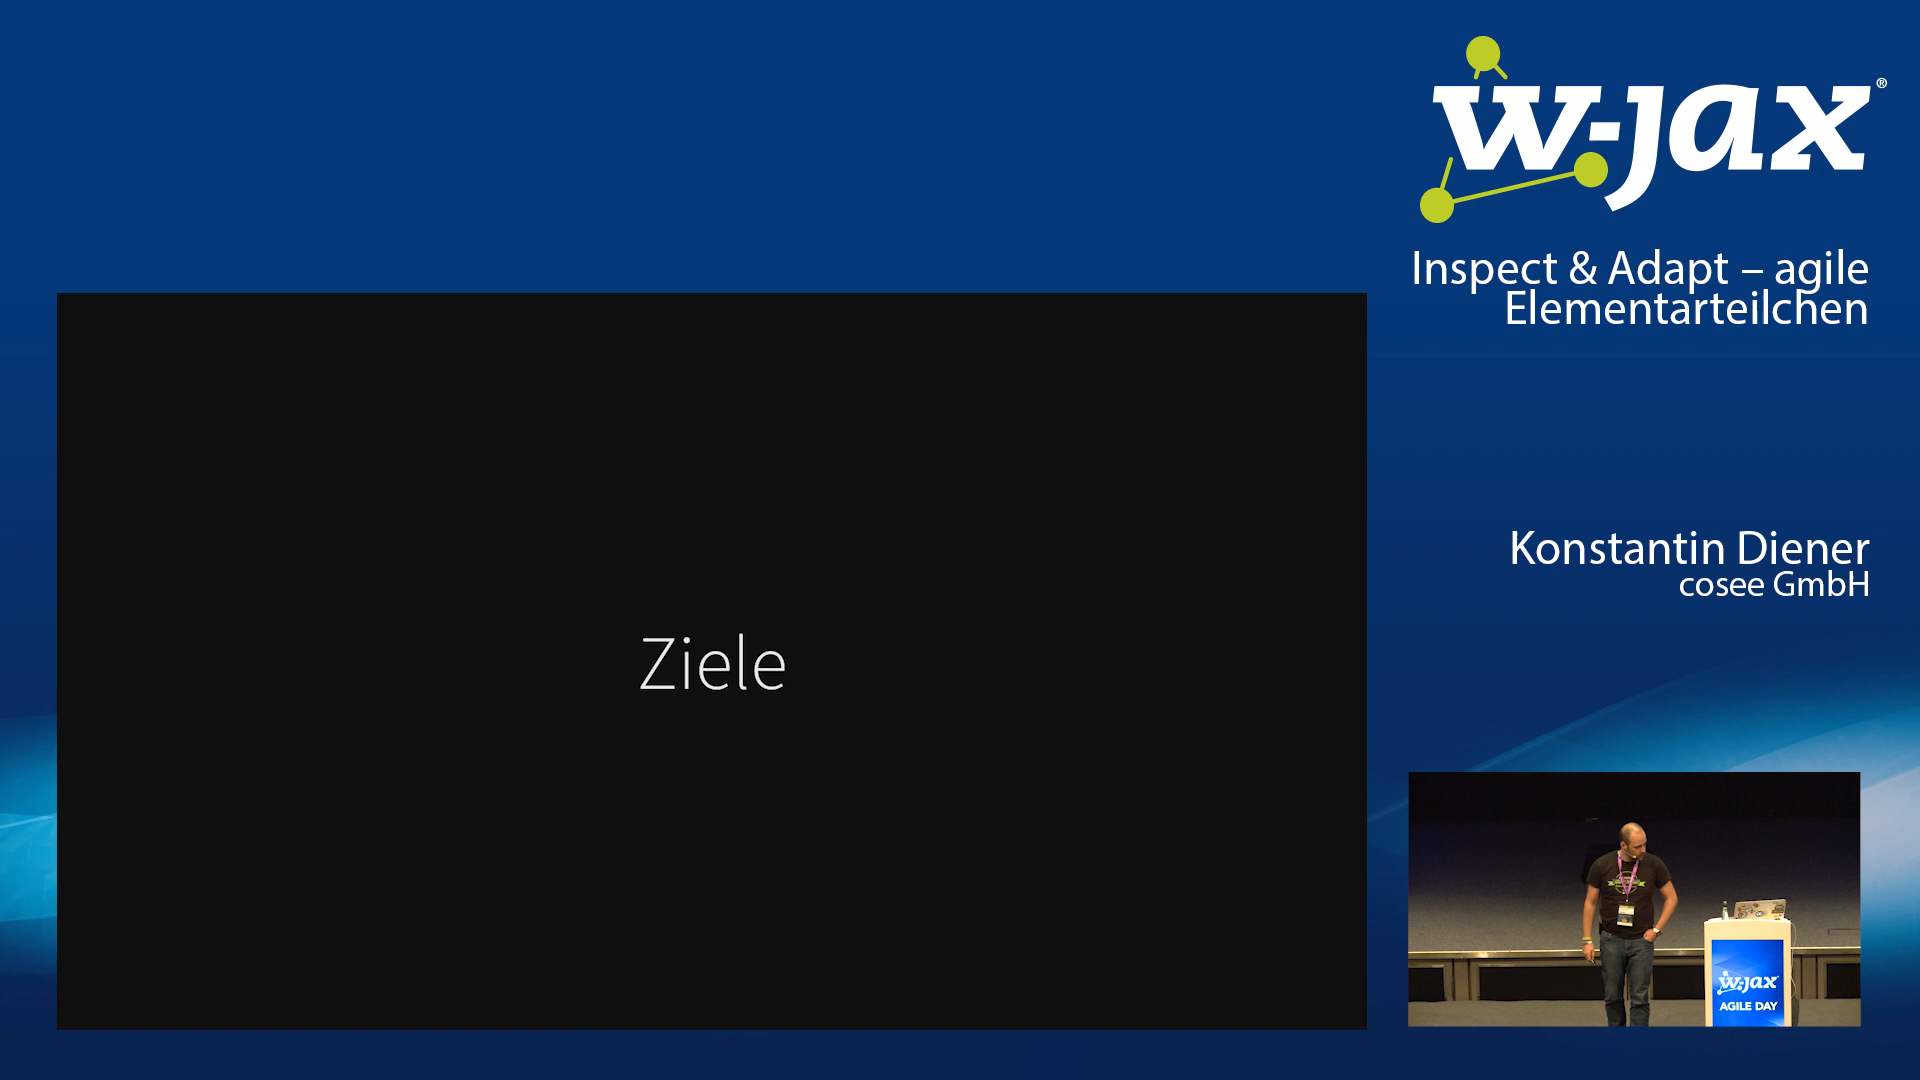 w-jax®
Inspect & Adapt – agile
Elementarteilchen
Ziele
Konstantin Diener
cosee GmbH
w-jax
AGILE DAY